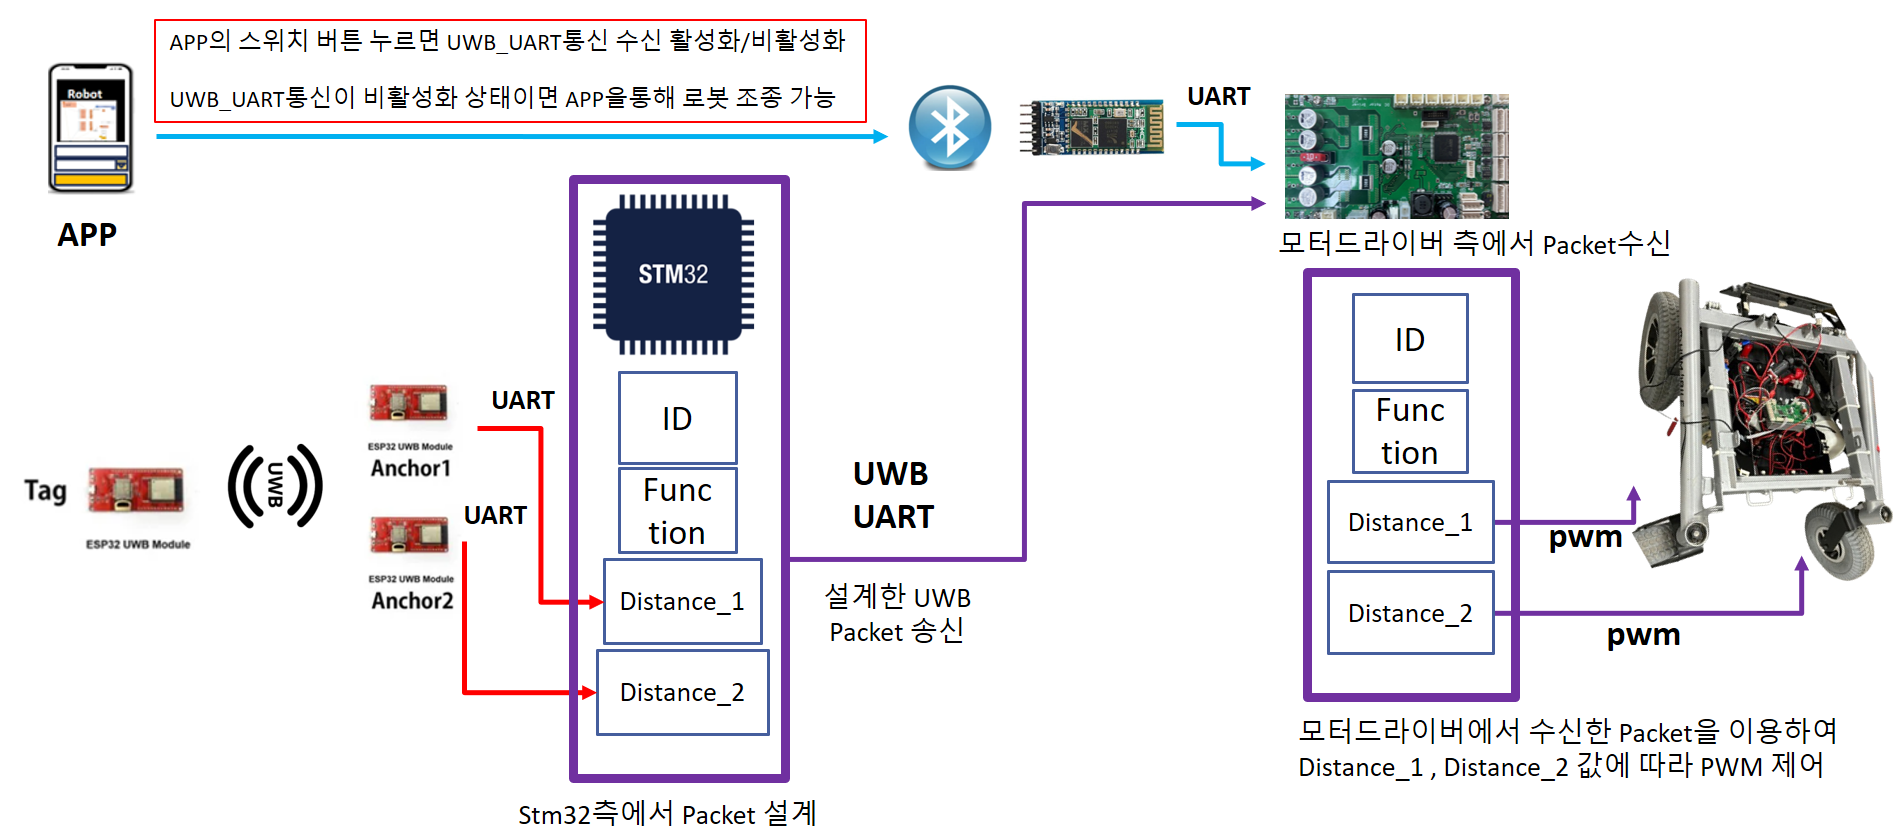 APP의 스위치 버튼 누르면 UWB_UART통신 수신 활성화/비활성화
UWB_UART통신이 비활성화 상태이면 APP을통해 로봇 조종 가능
Robot
APP
UART
모터드라이버 측에서 Packet수신
STM32
ID
Func
tion
Distance_1
Distance_2
Stm32측에서 Packet 설계
Tag
ESP32 UWB Module
UWB
ESP32 UWB Module
Anchor1
ESP32 UWB Module
Anchor2
UART
UART
UWB
UART
설계한 UWB
Packet 송신
ID
Func
tion
Distance_1
Distance_2
pwm
pwm
모터드라이버에서 수신한 Packet을 이용하여
Distance_1 , Distance_2 값에 따라 PWM 제어